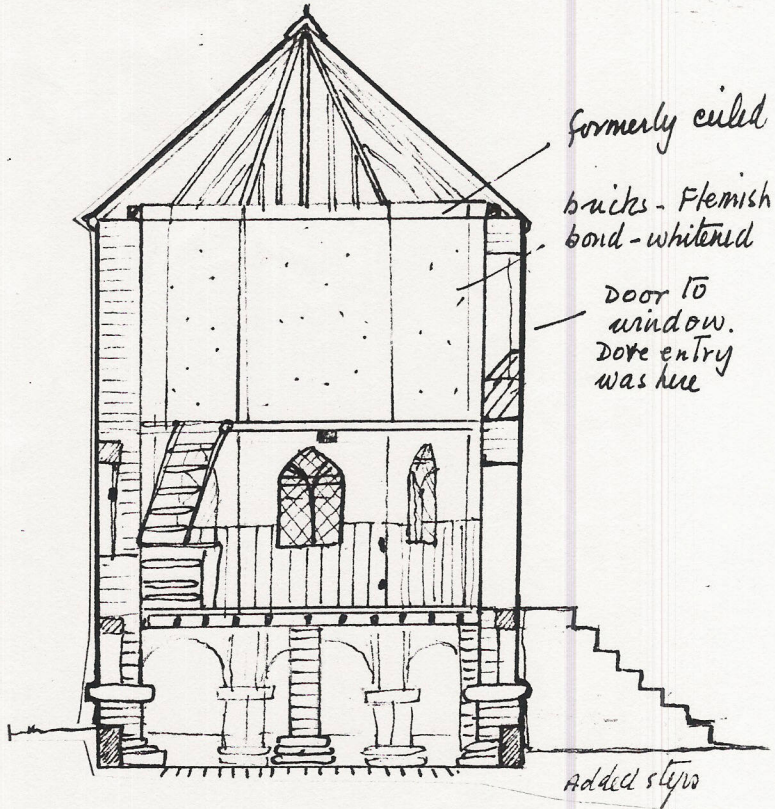 formerly ceiled
bricks - Flemish
bond - whitened
Door to
window.
Dove entry
was here
Added steps